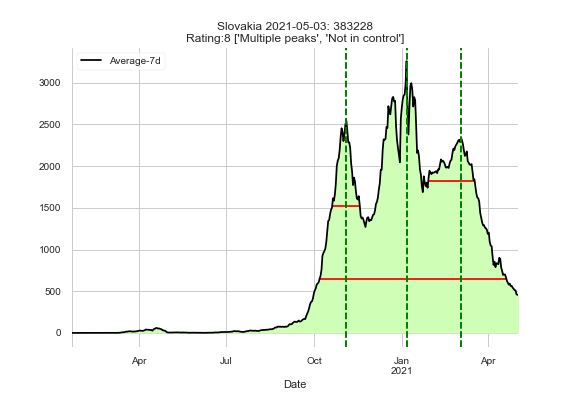 Slovakia 2021-05-03: 383228
Rating:8 ['Multiple peaks', 'Not in control']
Average-7d
3000
2500
2000
1500
1000
500
0
Apr Jul Oct Jan Apr
2021
Date